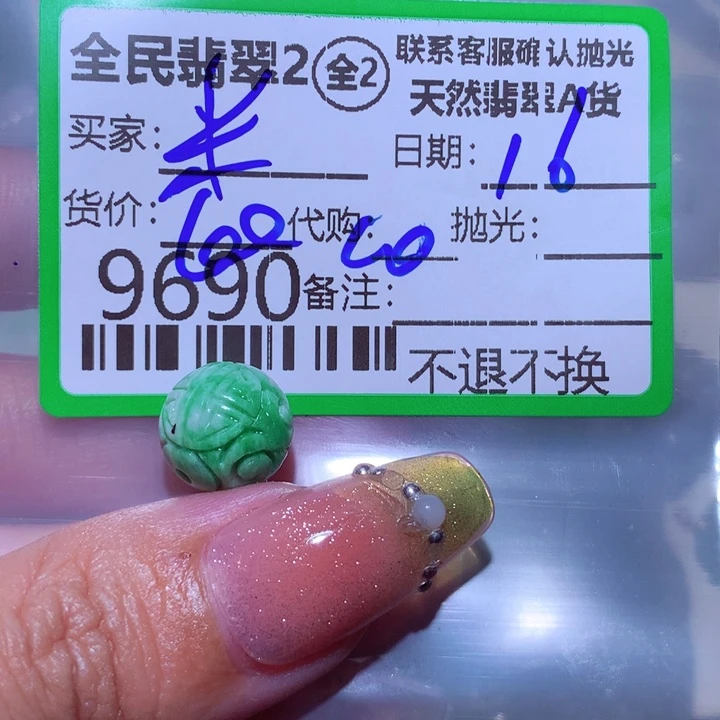 全民翡翠2 全2 联系客服确认抛光
天然翡翠A货
买家： 日期： 16
货价： 600 代购： 20 抛光：
9690 备注：
不退不换